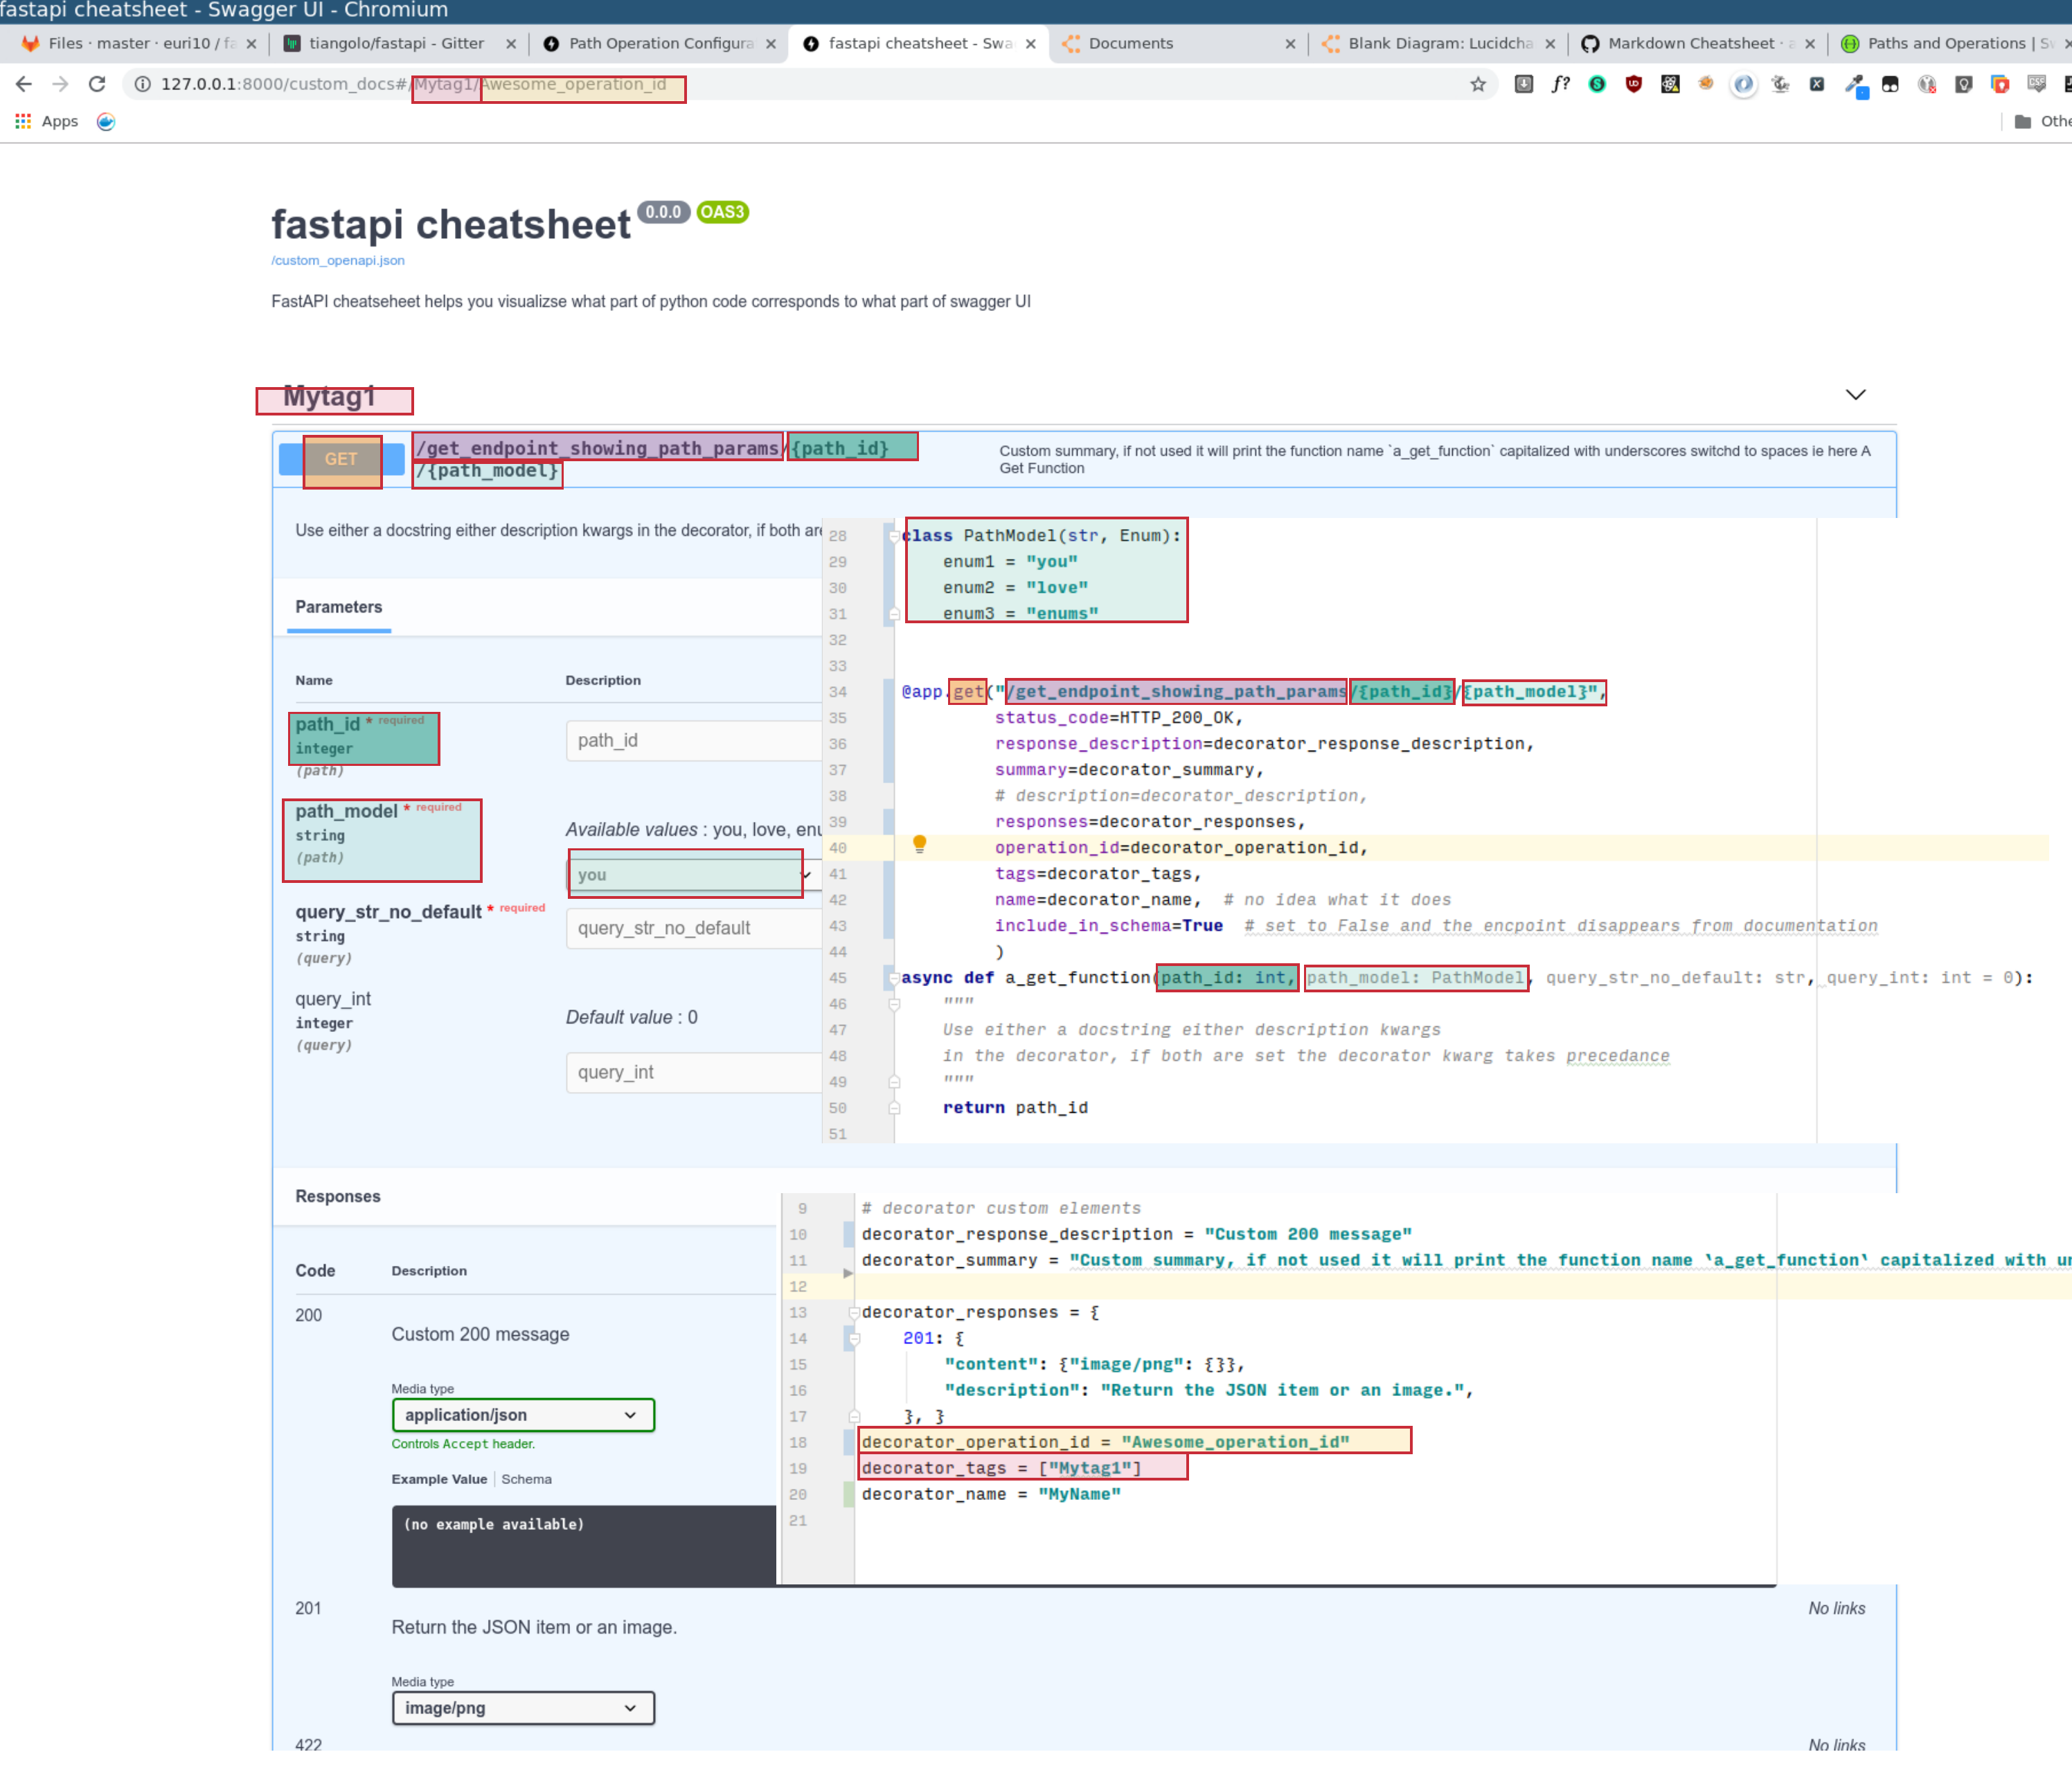 fastapi cheatsheet - Swagger UI - Chromium
Files · master · euri10 / fa
tiangolo/fastapi - Gitter
Path Operation Configura
fastapi cheatsheet - Swa
Documents
Blank Diagram: Lucidcha
Markdown Cheatsheet · a
Paths and Operations | Sw
127.0.0.1:8000/custom_docs#/Mytag1/Awesome_operation_id
Apps
Othe
fastapi cheatsheet 0.0.0 OAS3
/custom_openapi.json
FastAPI cheatseheet helps you visualizse what part of python code corresponds to what part of swagger UI
Mytag1
GET /get_endpoint_showing_path_params/{path_id}
/{path_model}
Custom summary, if not used it will print the function name `a_get_function` capitalized with underscores switchd to spaces ie here A
Get Function
Use either a docstring either description kwargs in the decorator, if both are
Parameters
Name Description
path_id * required
integer
(path)
path_id
path_model * required
string
(path)
Available values : you, love, enu
you
query_str_no_default * required
string
(query)
query_str_no_default
query_int
integer
(query)
Default value : 0
query_int
28 class PathModel(str, Enum):
29 enum1 = "you"
30 enum2 = "love"
31 enum3 = "enums"
32
33
34 @app.get("/get_endpoint_showing_path_params/{path_id}/{path_model}",
35 status_code=HTTP_200_OK,
36 response_description=decorator_response_description,
37 summary=decorator_summary,
38 # description=decorator_description,
39 responses=decorator_responses,
40 operation_id=decorator_operation_id,
41 tags=decorator_tags,
42 name=decorator_name, # no idea what it does
43 include_in_schema=True # set to False and the encpoint disappears from documentation
44 )
45 async def a_get_function(path_id: int, path_model: PathModel, query_str_no_default: str, query_int: int = 0):
46 """
47 Use either a docstring either description kwargs
48 in the decorator, if both are set the decorator kwarg takes precedance
49 """
50 return path_id
51
Responses
Code Description
200
Custom 200 message
Media type
application/json
Controls Accept header.
Example Value Schema
(no example available)
9 # decorator custom elements
10 decorator_response_description = "Custom 200 message"
11 decorator_summary = "Custom summary, if not used it will print the function name `a_get_function` capitalized with un
12
13 decorator_responses = {
14 201: {
15 "content": {"image/png": {}},
16 "description": "Return the JSON item or an image.",
17 }, }
18 decorator_operation_id = "Awesome_operation_id"
19 decorator_tags = ["Mytag1"]
20 decorator_name = "MyName"
21
201 No links
Return the JSON item or an image.
Media type
image/png
422 No links